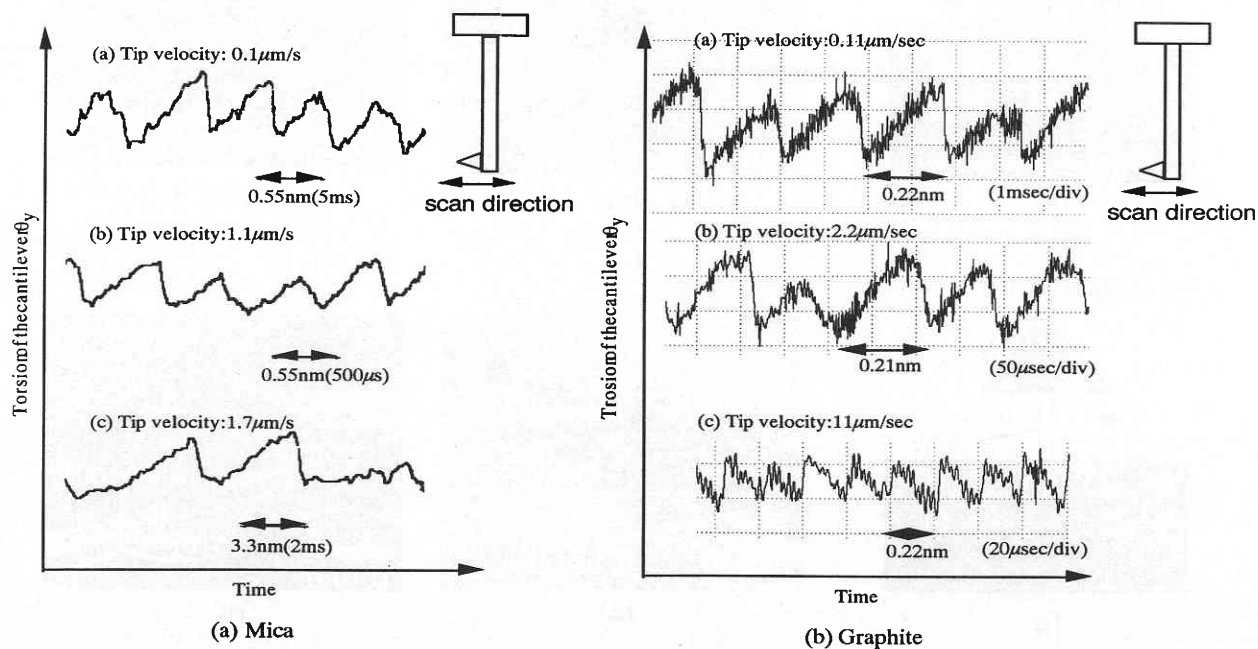 (a) Tip velocity: 0.1μm/s
0.55nm(5ms)
scan direction
(b) Tip velocity:1.1μm/s
0.55nm(500μs)
(c) Tip velocity:1.7μm/s
3.3nm(2ms)
Torsion of the cantilever θy
Time
(a) Mica
(a) Tip velocity:0.11μm/sec
0.22nm
(1msec/div)
scan direction
(b) Tip velocity:2.2μm/sec
0.21nm
(50μsec/div)
(c) Tip velocity:11μm/sec
0.22nm
(20μsec/div)
Trosion of the cantilever θy
Time
(b) Graphite